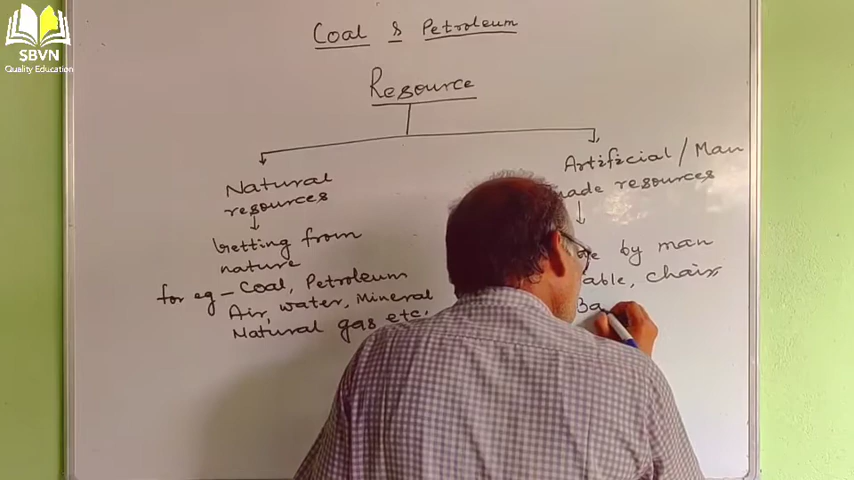 SBVN
Quality Education
Coal & Petroleum
Resource
Natural
resources
Getting from
nature
for eg - Coal, Petroleum
Air, water, Mineral
Natural gas etc.
Artificial / Man
made resources
by man
chair
Ba